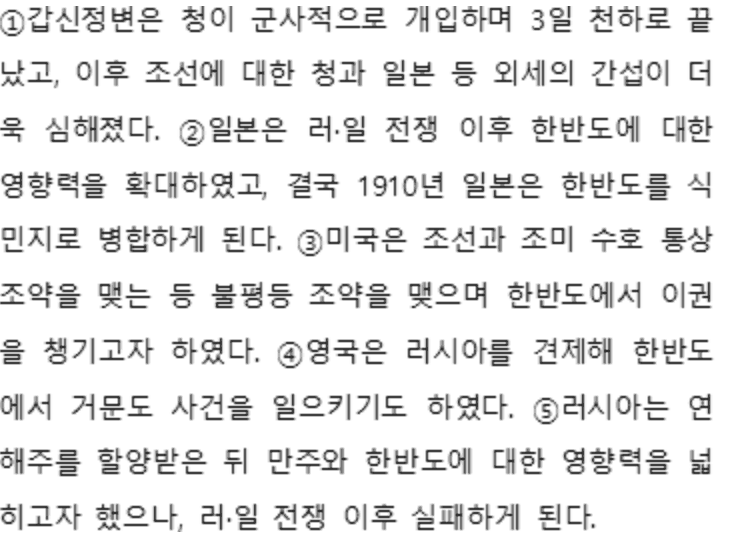 ①갑신정변은 청이 군사적으로 개입하며 3일 천하로 끝
났고, 이후 조선에 대한 청과 일본 등 외세의 간섭이 더
욱 심해졌다. ②일본은 러·일 전쟁 이후 한반도에 대한
영향력을 확대하였고, 결국 1910년 일본은 한반도를 식
민지로 병합하게 된다. ③미국은 조선과 조미 수호 통상
조약을 맺는 등 불평등 조약을 맺으며 한반도에서 이권
을 챙기고자 하였다. ④영국은 러시아를 견제해 한반도
에서 거문도 사건을 일으키기도 하였다. ⑤러시아는 연
해주를 할양받은 뒤 만주와 한반도에 대한 영향력을 넓
히고자 했으나, 러·일 전쟁 이후 실패하게 된다.